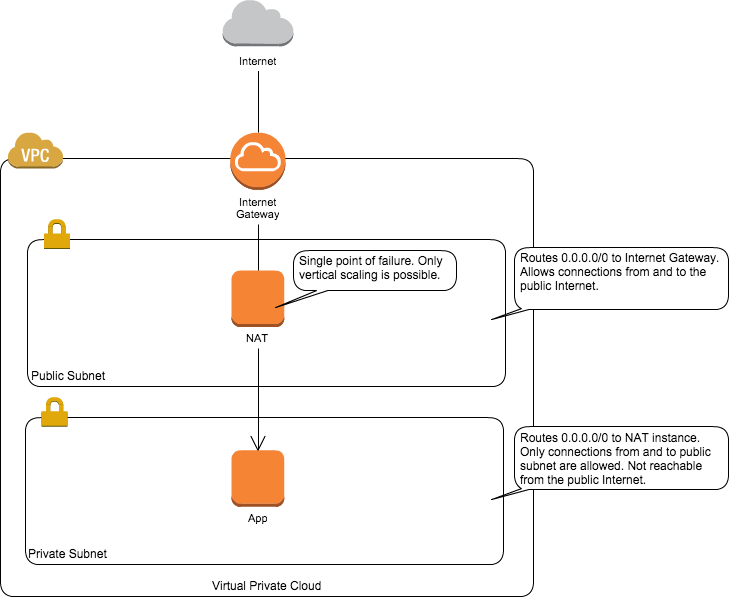 Internet
VPC
Internet
Gateway
Single point of failure. Only
vertical scaling is possible.
Routes 0.0.0.0/0 to Internet Gateway.
Allows connections from and to the
public Internet.
NAT
Public Subnet
Routes 0.0.0.0/0 to NAT instance.
Only connections from and to public
subnet are allowed. Not reachable
from the public Internet.
App
Private Subnet
Virtual Private Cloud